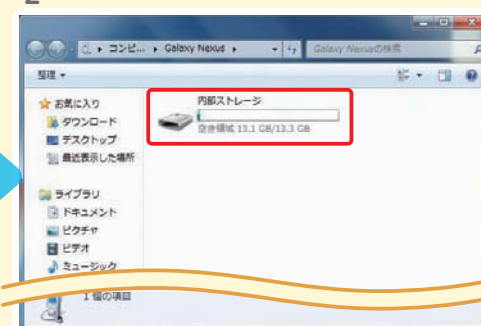 コンピ... ▸ Galaxy Nexus ▸
Galaxy Nexusの検索
整理 ▾
お気に入り
ダウンロード
デスクトップ
最近表示した場所
内部ストレージ
空き領域 13.1 GB/13.3 GB
ライブラリ
ドキュメント
ピクチャ
ビデオ
ミュージック
1 個の項目